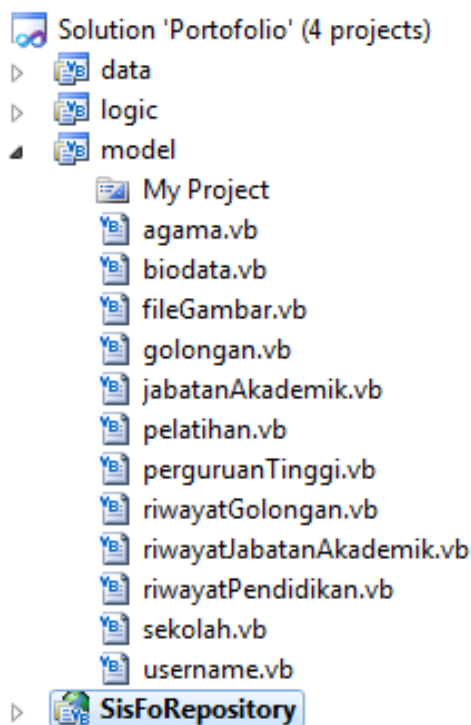 Solution 'Portofolio' (4 projects)
data
logic
model
My Project
agama.vb
biodata.vb
fileGambar.vb
golongan.vb
jabatanAkademik.vb
pelatihan.vb
perguruanTinggi.vb
riwayatGolongan.vb
riwayatJabatanAkademik.vb
riwayatPendidikan.vb
sekolah.vb
username.vb
SisFoRepository